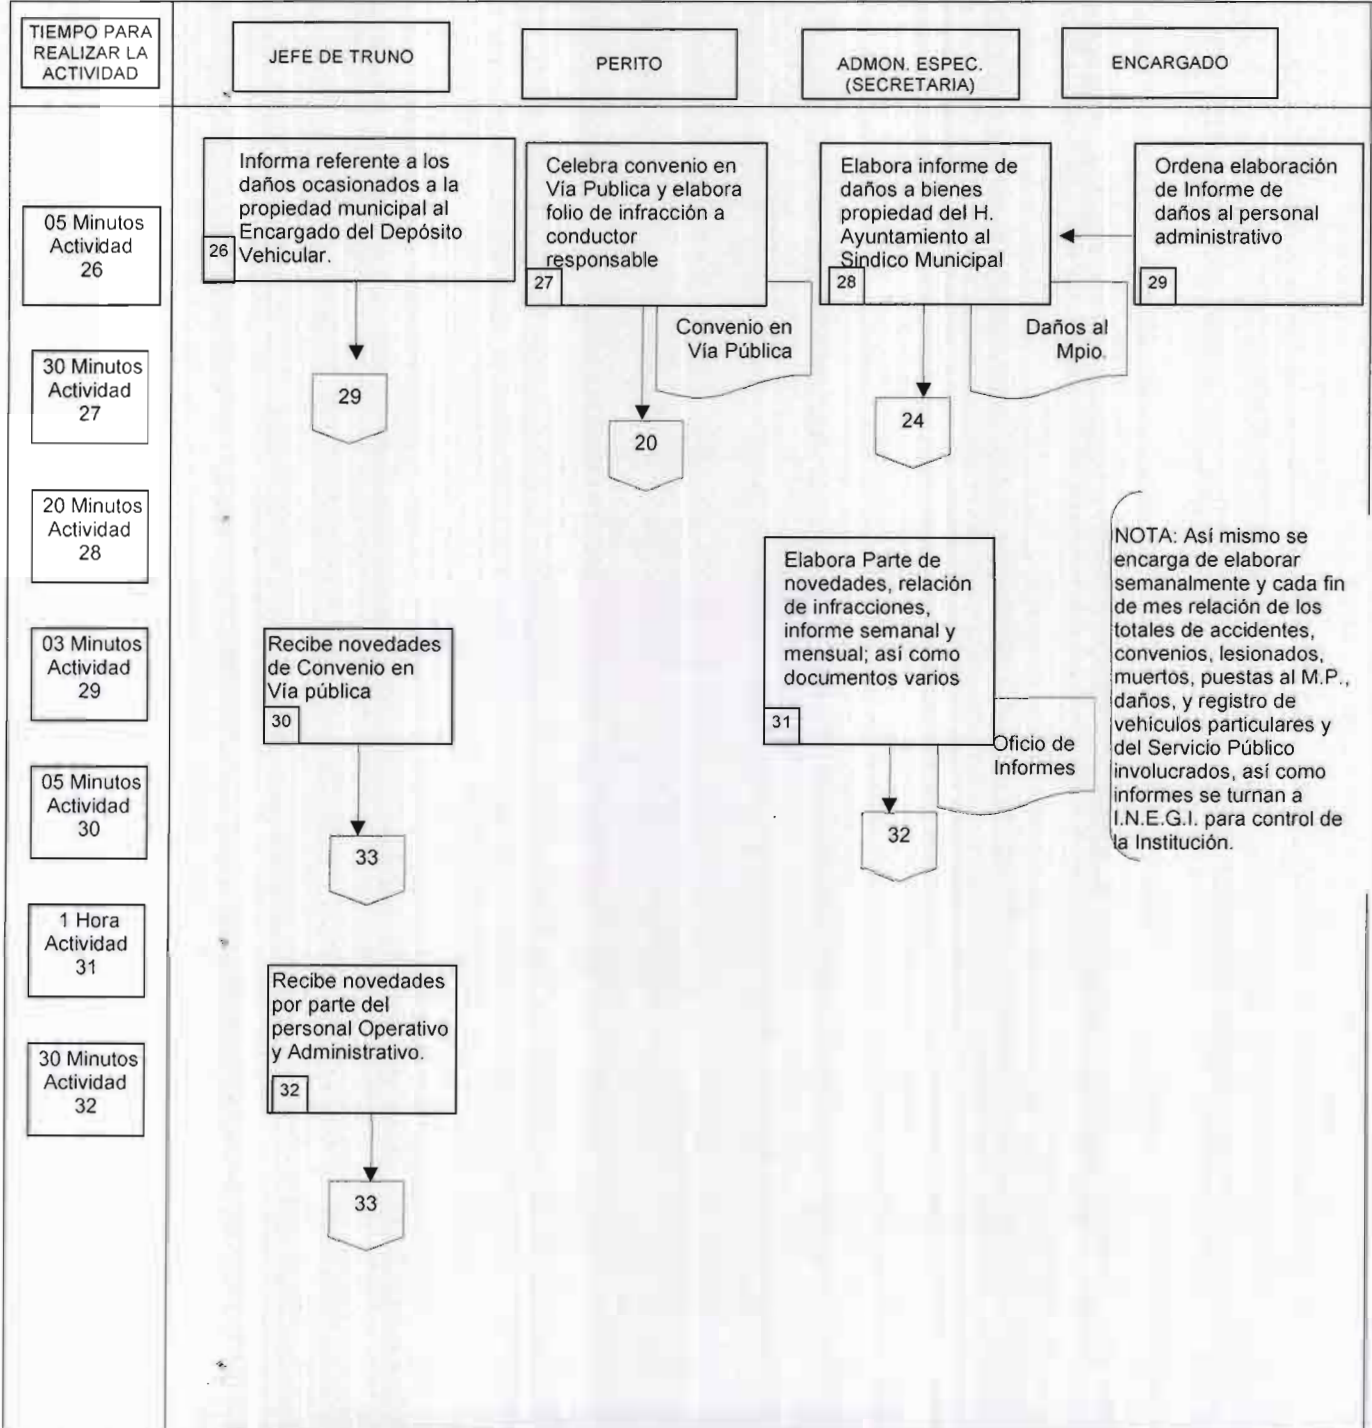 TIEMPO PARA
REALIZAR LA
ACTIVIDAD
JEFE DE TRUNO
PERITO
ADMON. ESPEC.
(SECRETARIA)
ENCARGADO
05 Minutos
Actividad
26
30 Minutos
Actividad
27
20 Minutos
Actividad
28
03 Minutos
Actividad
29
05 Minutos
Actividad
30
1 Hora
Actividad
31
30 Minutos
Actividad
32
Informa referente a los
daños ocasionados a la
propiedad municipal al
Encargado del Depósito
Vehicular.
26
29
Celebra convenio en
Vía Publica y elabora
folio de infracción a
conductor
responsable
27
Convenio en
Vía Pública
20
Elabora informe de
daños a bienes
propiedad del H.
Ayuntamiento al
Sindico Municipal
28
Daños al
Mpio.
24
Ordena elaboración
de Informe de
daños al personal
administrativo
29
Recibe novedades
de Convenio en
Vía pública
30
33
Elabora Parte de
novedades, relación
de infracciones,
informe semanal y
mensual; así como
documentos varios
31
Oficio de
Informes
32
NOTA: Así mismo se
encarga de elaborar
semanalmente y cada fin
de mes relación de los
totales de accidentes,
convenios, lesionados,
muertos, puestas al M.P.,
daños, y registro de
vehículos particulares y
del Servicio Público
involucrados, así como
informes se turnan a
I.N.E.G.I. para control de
la Institución.
Recibe novedades
por parte del
personal Operativo
y Administrativo.
32
33